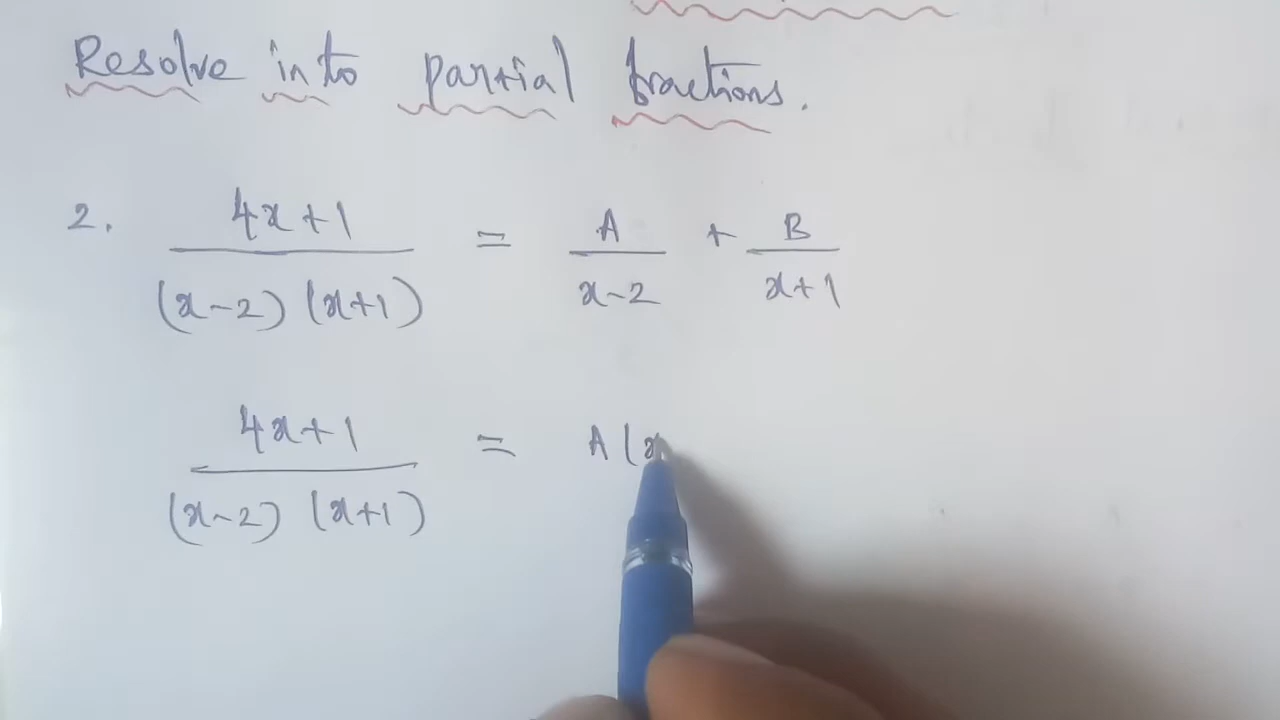 Resolve into partial fractions.
2. (4x+1)/((x-2)(x+1)) = A/(x-2) + B/(x+1)
(4x+1)/((x-2)(x+1)) = A(x